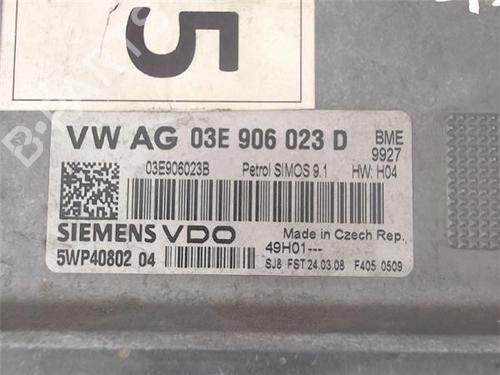 5
VW AG 03E 906 023 D BME
9927
03E906023B Petrol SIMOS 9.1 HW: H04
SIEMENS VDO Made in Czech Rep.
5WP40802 04 49H01---
SJ8 FST 24.03.08 F405 0509